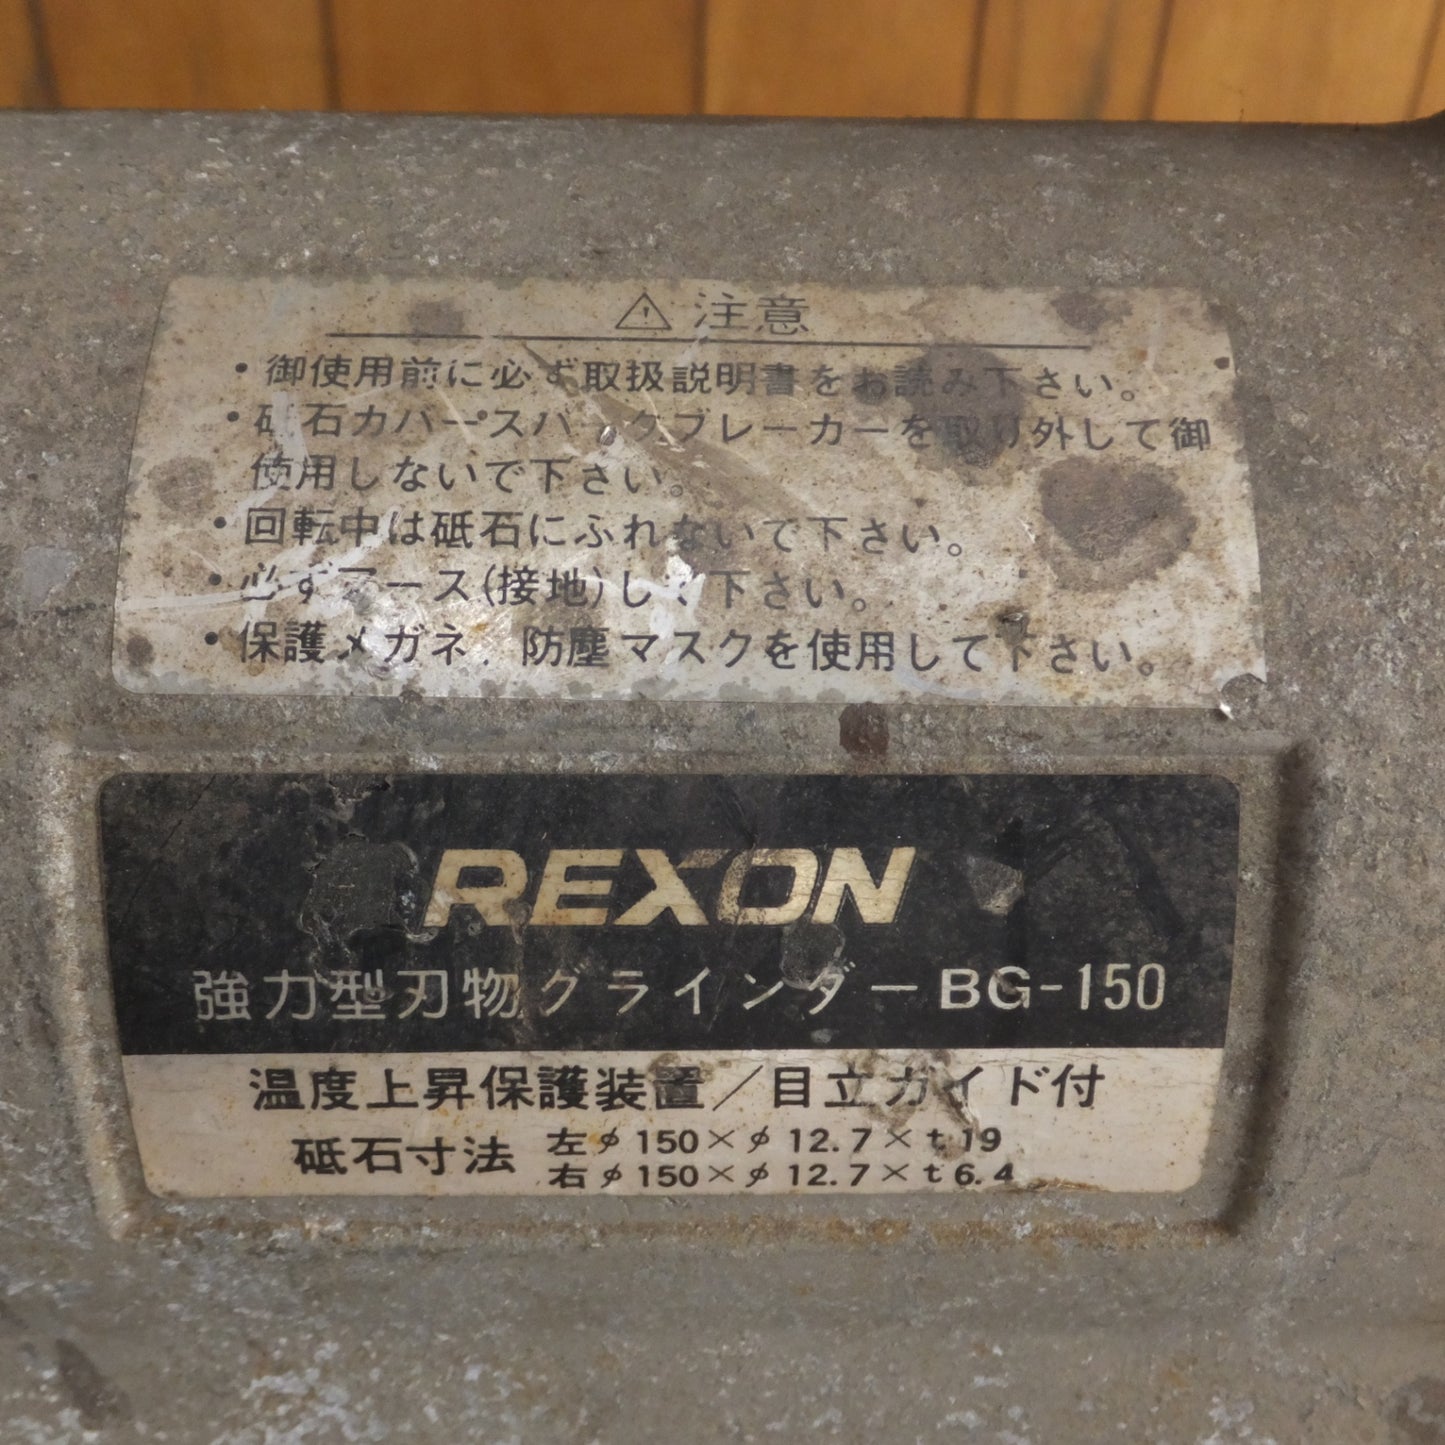 ⚠ 注意
・御使用前に必ず取扱説明書をお読み下さい。
・砥石カバースパークブレーカーを取り外して御
使用しないで下さい。
・回転中は砥石にふれないで下さい。
・必ずアース(接地)して下さい。
・保護メガネ、防塵マスクを使用して下さい。
REXON
強力型刃物グラインダー BG-150
温度上昇保護装置/目立ガイド付
砥石寸法 左φ150×φ12.7×t19
右φ150×φ12.7×t6.4